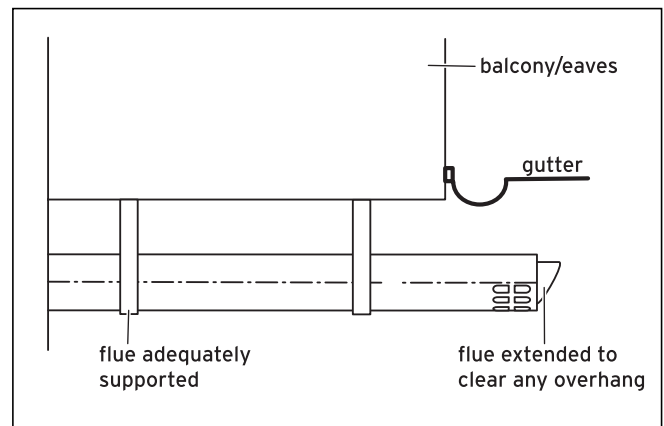 balcony/eaves
gutter
flue adequately
supported
flue extended to
clear any overhang